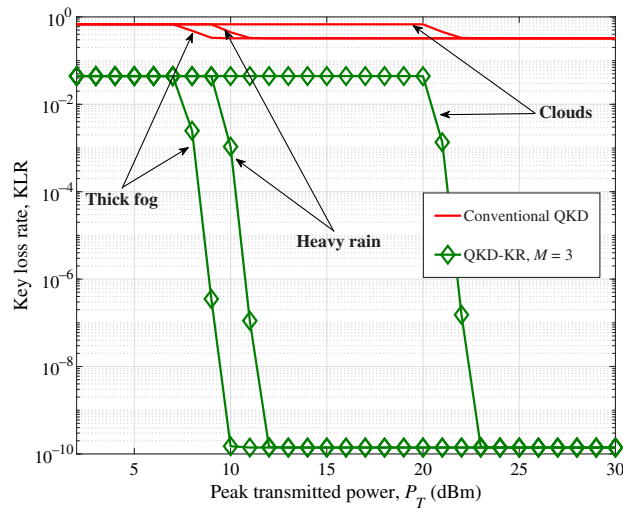 10^0
10^-2
10^-4
10^-6
10^-8
10^-10
Key loss rate, KLR
5
10
15
20
25
30
Peak transmitted power, P_T (dBm)
Clouds
Thick fog
Heavy rain
Conventional QKD
QKD-KR, M = 3